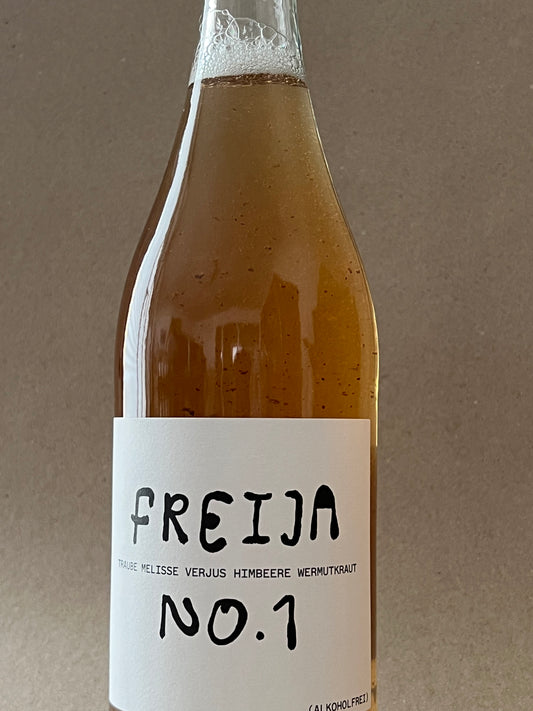 FREIJA
TRAUBE MELISSE VERJUS HIMBEERE WERMUTKRAUT
NO.1
(ALKOHOLFREI)